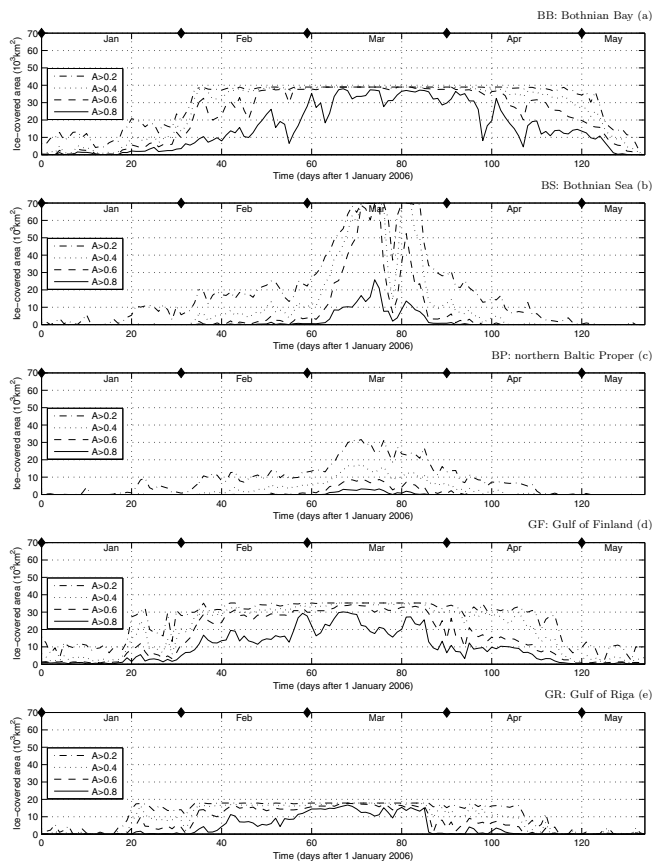 BB: Bothnian Bay (a)
Ice−covered area (10³km²)
70
60
50
40
30
20
10
0
Jan
Feb
Mar
Apr
May
A>0.2
A>0.4
A>0.6
A>0.8
0
20
40
60
80
100
120
Time (days after 1 January 2006)
BS: Bothnian Sea (b)
Ice−covered area (10³km²)
70
60
50
40
30
20
10
0
Jan
Feb
Mar
Apr
May
A>0.2
A>0.4
A>0.6
A>0.8
0
20
40
60
80
100
120
Time (days after 1 January 2006)
BP: northern Baltic Proper (c)
Ice−covered area (10³km²)
70
60
50
40
30
20
10
0
Jan
Feb
Mar
Apr
May
A>0.2
A>0.4
A>0.6
A>0.8
0
20
40
60
80
100
120
Time (days after 1 January 2006)
GF: Gulf of Finland (d)
Ice−covered area (10³km²)
70
60
50
40
30
20
10
0
Jan
Feb
Mar
Apr
May
A>0.2
A>0.4
A>0.6
A>0.8
0
20
40
60
80
100
120
Time (days after 1 January 2006)
GR: Gulf of Riga (e)
Ice−covered area (10³km²)
70
60
50
40
30
20
10
0
Jan
Feb
Mar
Apr
May
A>0.2
A>0.4
A>0.6
A>0.8
0
20
40
60
80
100
120
Time (days after 1 January 2006)